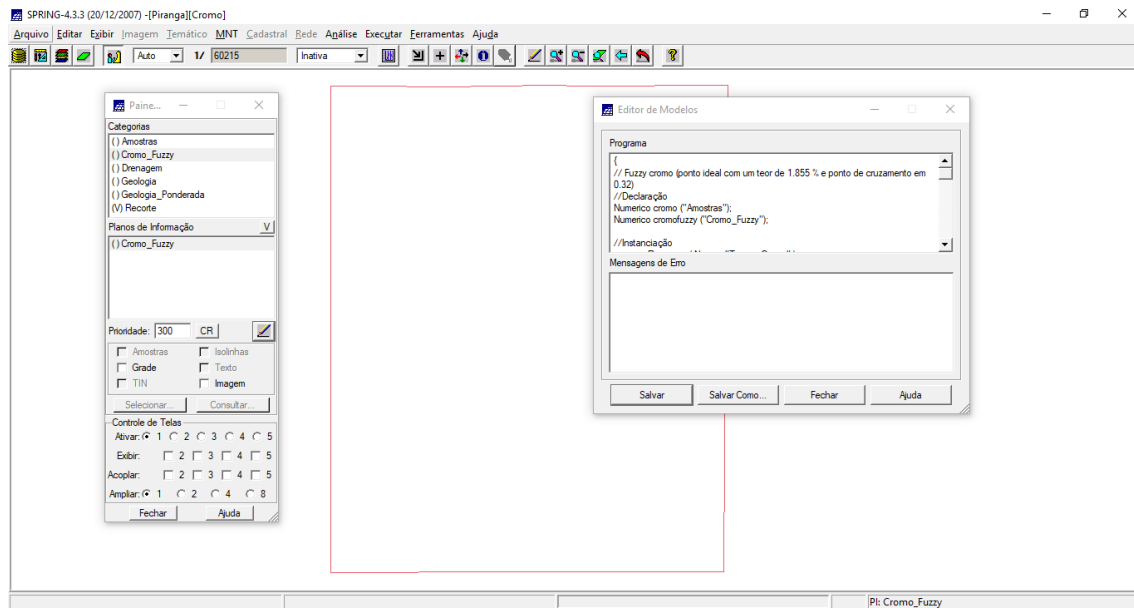 SPRING-4.3.3 (20/12/2007) -[Piranga][Cromo]
Arquivo Editar Exibir Imagem Temático MNT Cadastral Rede Análise Executar Ferramentas Ajuda
Auto 1/ 60215 Inativa
Paine...
Categorias
( ) Amostras
( ) Cromo_Fuzzy
( ) Drenagem
( ) Geologia
( ) Geologia_Ponderada
(V) Recorte
Planos de Informação V
( ) Cromo_Fuzzy
Prioridade: 300 CR
Amostras Isolinhas
Grade Texto
TIN Imagem
Selecionar... Consultar...
Controle de Telas
Ativar: 1 2 3 4 5
Exibir: 2 3 4 5
Acoplar: 2 3 4 5
Ampliar: 1 2 4 8
Fechar Ajuda
Editor de Modelos
Programa
{
// Fuzzy cromo (ponto ideal com um teor de 1.855 % e ponto de cruzamento em
0.32)
//Declaração
Numerico cromo ("Amostras");
Numerico cromofuzzy ("Cromo_Fuzzy");
//Instanciação
Mensagens de Erro
Salvar Salvar Como... Fechar Ajuda
PI: Cromo_Fuzzy